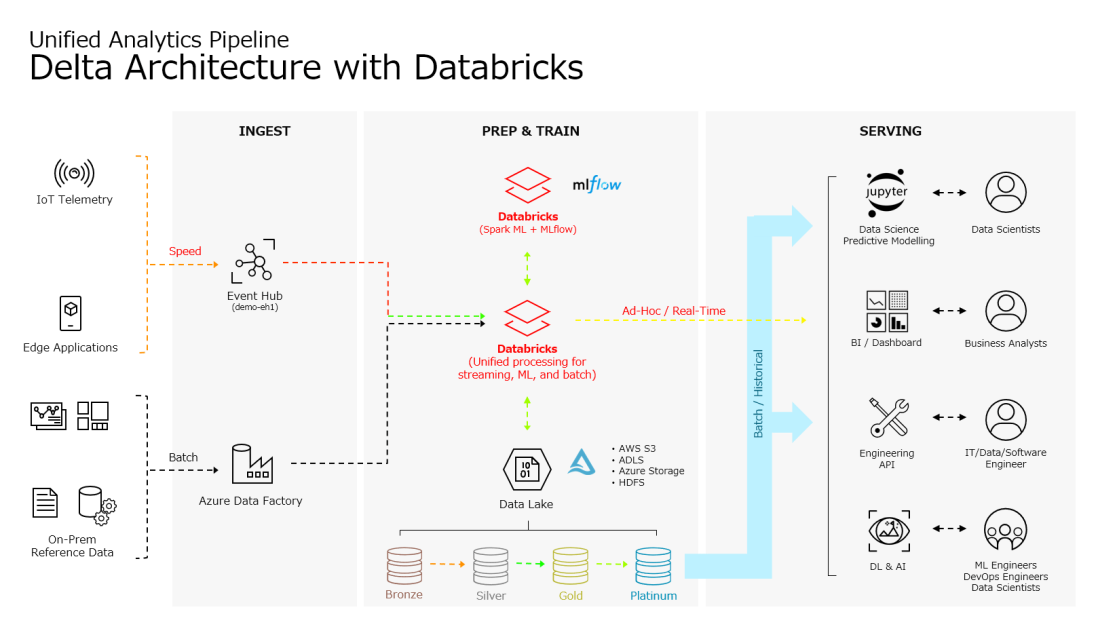 Unified Analytics Pipeline
Delta Architecture with Databricks
INGEST
PREP & TRAIN
SERVING
IoT Telemetry
Edge Applications
On-Prem
Reference Data
Speed
Batch
Event Hub
(demo-eh1)
Azure Data Factory
mlflow
Databricks
(Spark ML + MLflow)
Databricks
(Unified processing for
streaming, ML, and batch)
Ad-Hoc / Real-Time
Batch / Historical
10
01
Data Lake
• AWS S3
• ADLS
• Azure Storage
• HDFS
Bronze
Silver
Gold
Platinum
jupyter
Data Science
Predictive Modelling
Data Scientists
BI / Dashboard
Business Analysts
Engineering
API
IT/Data/Software
Engineer
DL & AI
ML Engineers
DevOps Engineers
Data Scientists